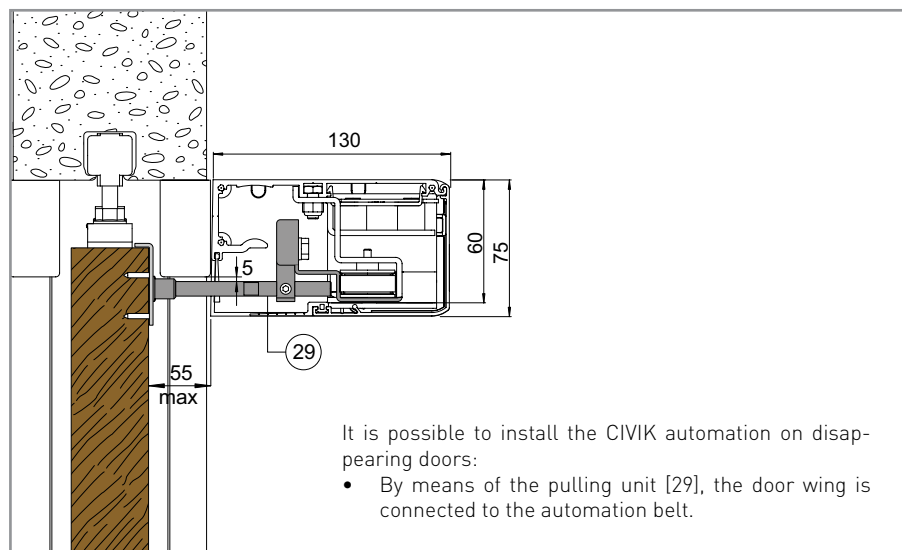 130
60
75
5
29
55
max
It is possible to install the CIVIK automation on disap-
pearing doors:
• By means of the pulling unit [29], the door wing is
connected to the automation belt.